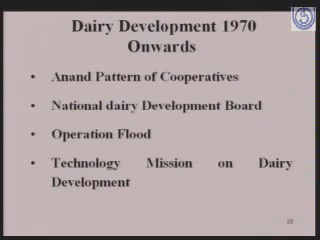 Dairy Development 1970
Onwards
• Anand Pattern of Cooperatives
• National dairy Development Board
• Operation Flood
• Technology Mission on Dairy
Development
28